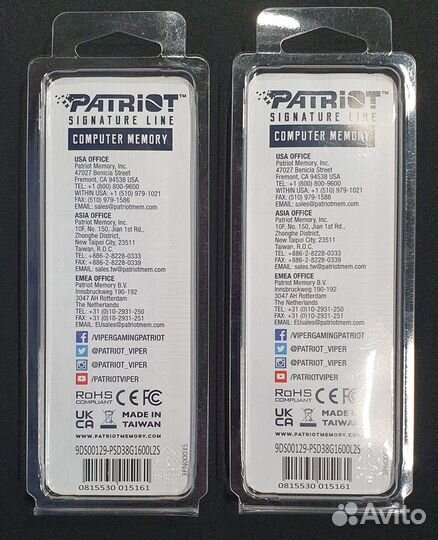 PATRIOT™
SIGNATURE LINE
COMPUTER MEMORY
USA OFFICE
Patriot Memory, Inc.
47027 Benicia Street
Fremont, CA 94538 USA
TEL: +1 (800) 800-9600
WITHIN USA: +1 (510) 979-1021
FAX: (510) 979-1586
EMAIL: sales@patriotmem.com
ASIA OFFICE
Patriot Memory, Inc.
10F, No. 150, Jian 1st Rd.,
Zhonghe District,
New Taipei City, 23511
Taiwan, R.O.C.
TEL: +886-2-8228-0339
FAX: +886-2-8228-0333
EMAIL: sales.tw@patriotmem.com
EMEA OFFICE
Patriot Memory B.V.
Innsbruckweg 190-192
3047 AH Rotterdam
The Netherlands
TEL: +31 (0)10-2931-250
FAX: +31 (0)10-2931-251
EMAIL: EUsales@patriotmem.com
/VIPERGAMINGPATRIOT
@PATRIOT_VIPER
@PATRIOT_VIPER
/PATRIOTVIPER
RoHS
COMPLIANT
CE FC
UK
CA
MADE IN
TAIWAN
WWW.PATRIOTMEMORY.COM
9DS00129-PSD38G1600L2S
0815530 015161
3PN00035
PATRIOT™
SIGNATURE LINE
COMPUTER MEMORY
USA OFFICE
Patriot Memory, Inc.
47027 Benicia Street
Fremont, CA 94538 USA
TEL: +1 (800) 800-9600
WITHIN USA: +1 (510) 979-1021
FAX: (510) 979-1586
EMAIL: sales@patriotmem.com
ASIA OFFICE
Patriot Memory, Inc.
10F, No. 150, Jian 1st Rd.,
Zhonghe District,
New Taipei City, 23511
Taiwan, R.O.C.
TEL: +886-2-8228-0339
FAX: +886-2-8228-0333
EMAIL: sales.tw@patriotmem.com
EMEA OFFICE
Patriot Memory B.V.
Innsbruckweg 190-192
3047 AH Rotterdam
The Netherlands
TEL: +31 (0)10-2931-250
FAX: +31 (0)10-2931-251
EMAIL: EUsales@patriotmem.com
/VIPERGAMINGPATRIOT
@PATRIOT_VIPER
@PATRIOT_VIPER
/PATRIOTVIPER
RoHS
COMPLIANT
CE FC
UK
CA
MADE IN
TAIWAN
WWW.PATRIOTMEMORY.COM
9DS00129-PSD38G1600L2S
0815530 015161
3PN00035
Avito